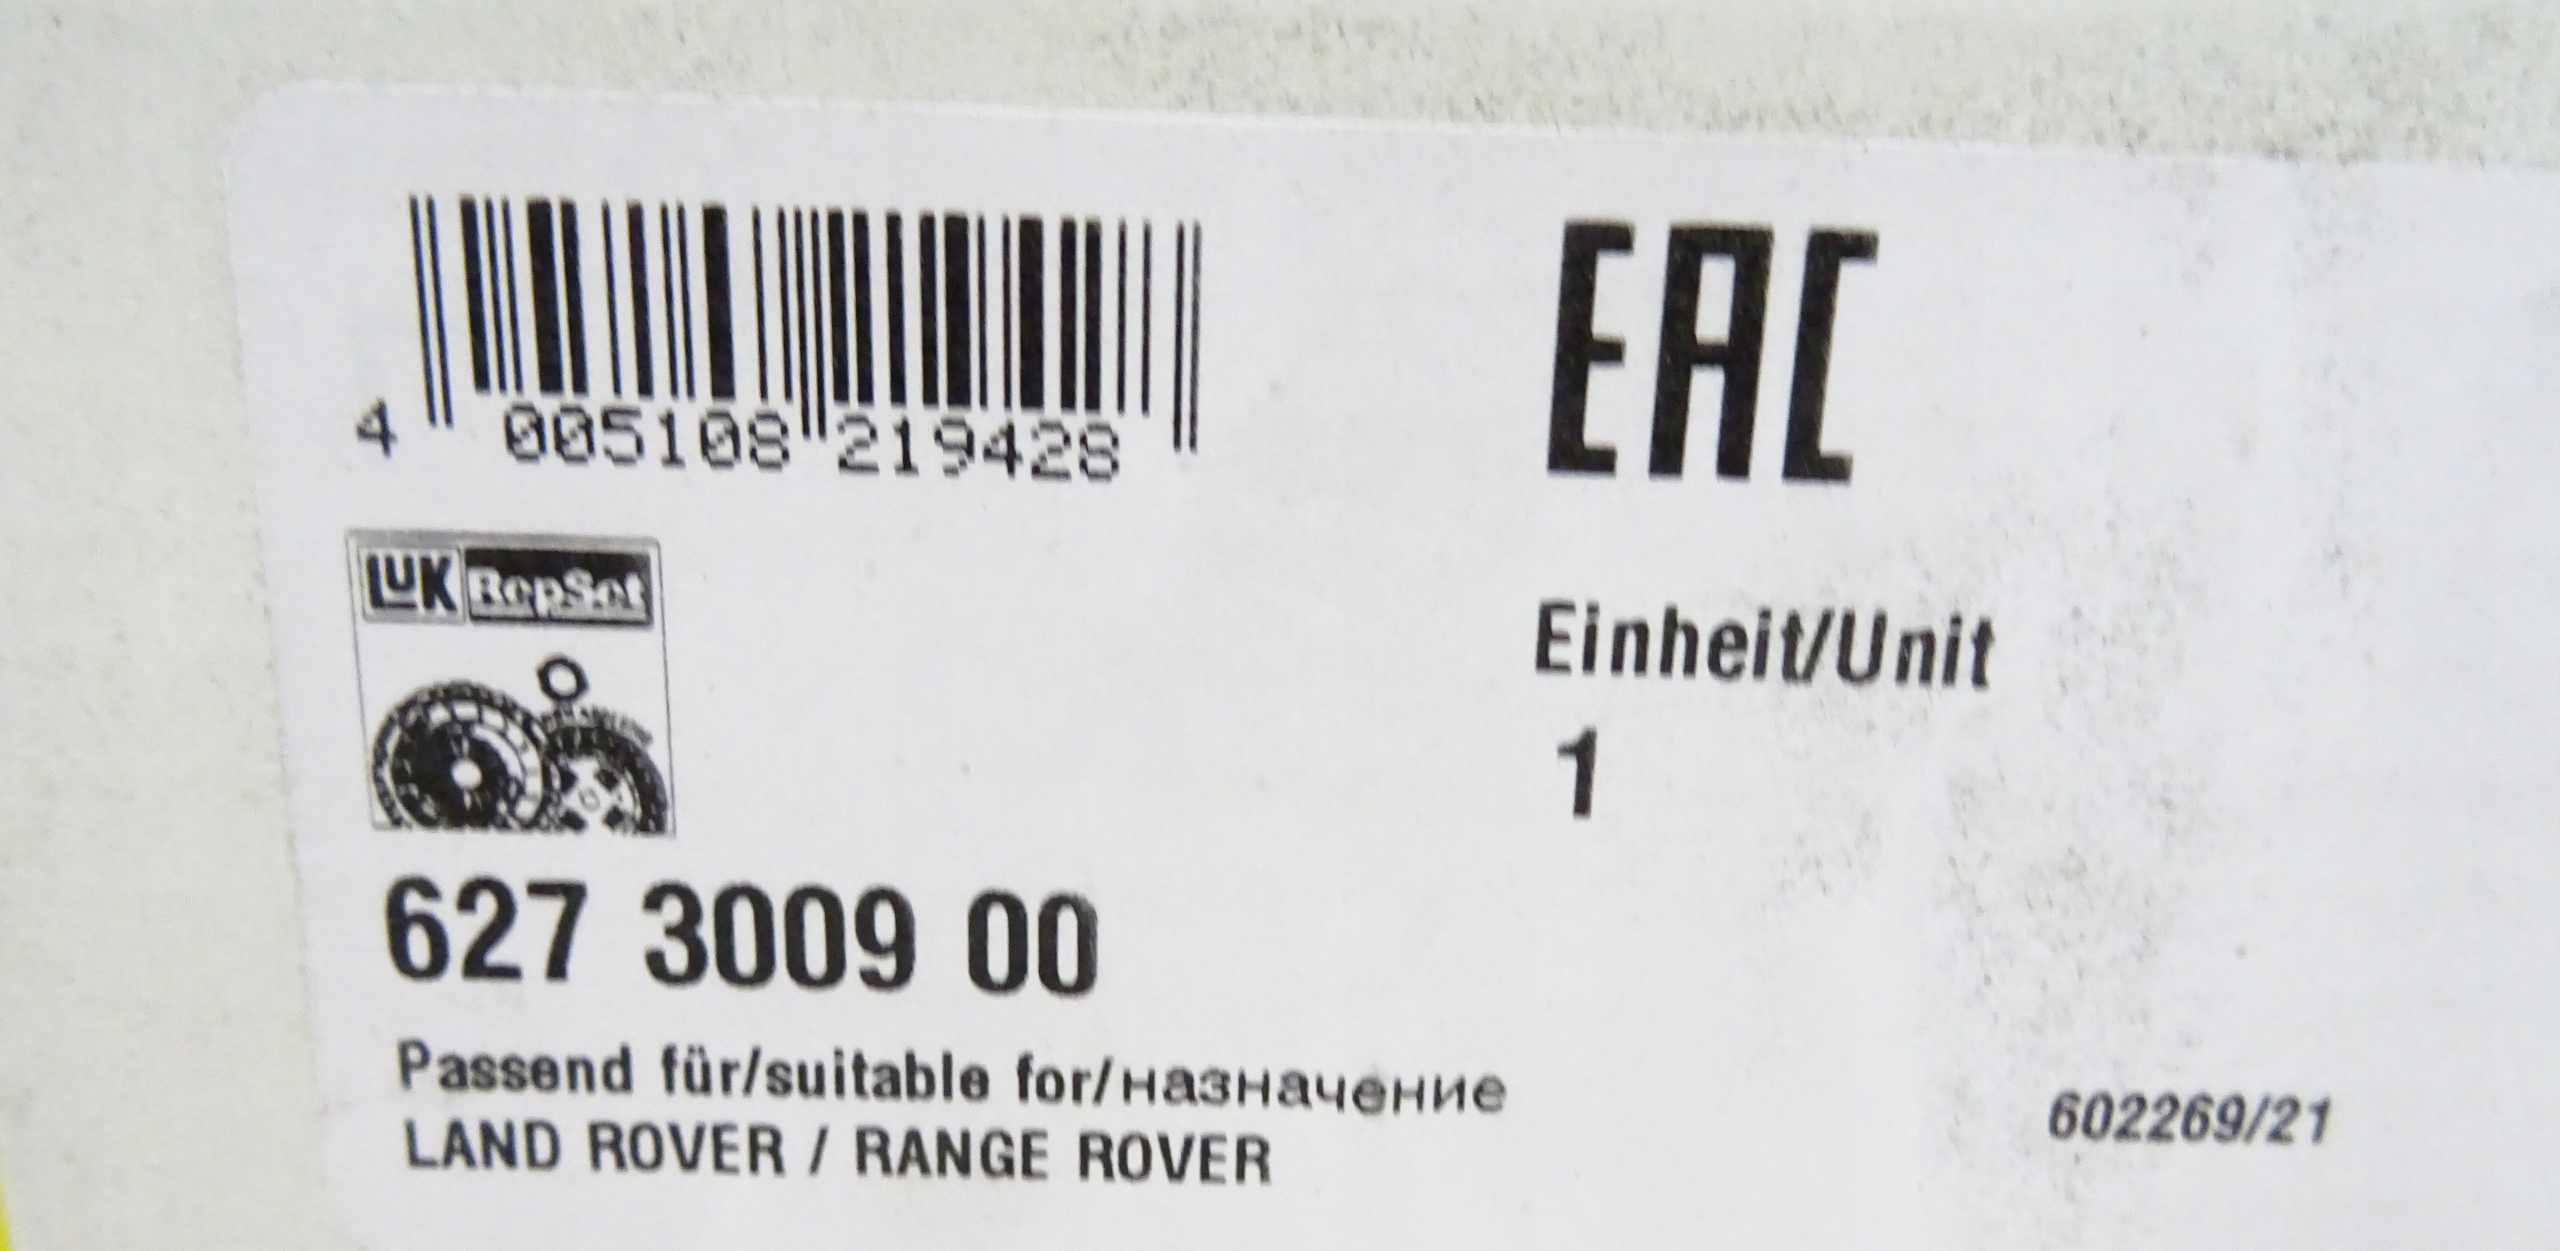 4 005108 219428
EAC
LuK RepSet
Einheit/Unit
1
627 3009 00
Passend für/suitable for/назначение
LAND ROVER / RANGE ROVER
602269/21